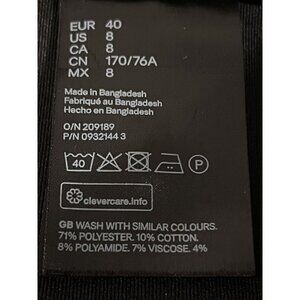 EUR 40
US 8
CA 8
CN 170/76A
MX 8
Made in Bangladesh
Fabriqué au Bangladesh
Hecho en Bangladesh
O/N 209189
P/N 0932144 3
40 P
clevercare.info
GB WASH WITH SIMILAR COLOURS.
71% POLYESTER. 10% COTTON.
8% POLYAMIDE. 7% VISCOSE. 4%